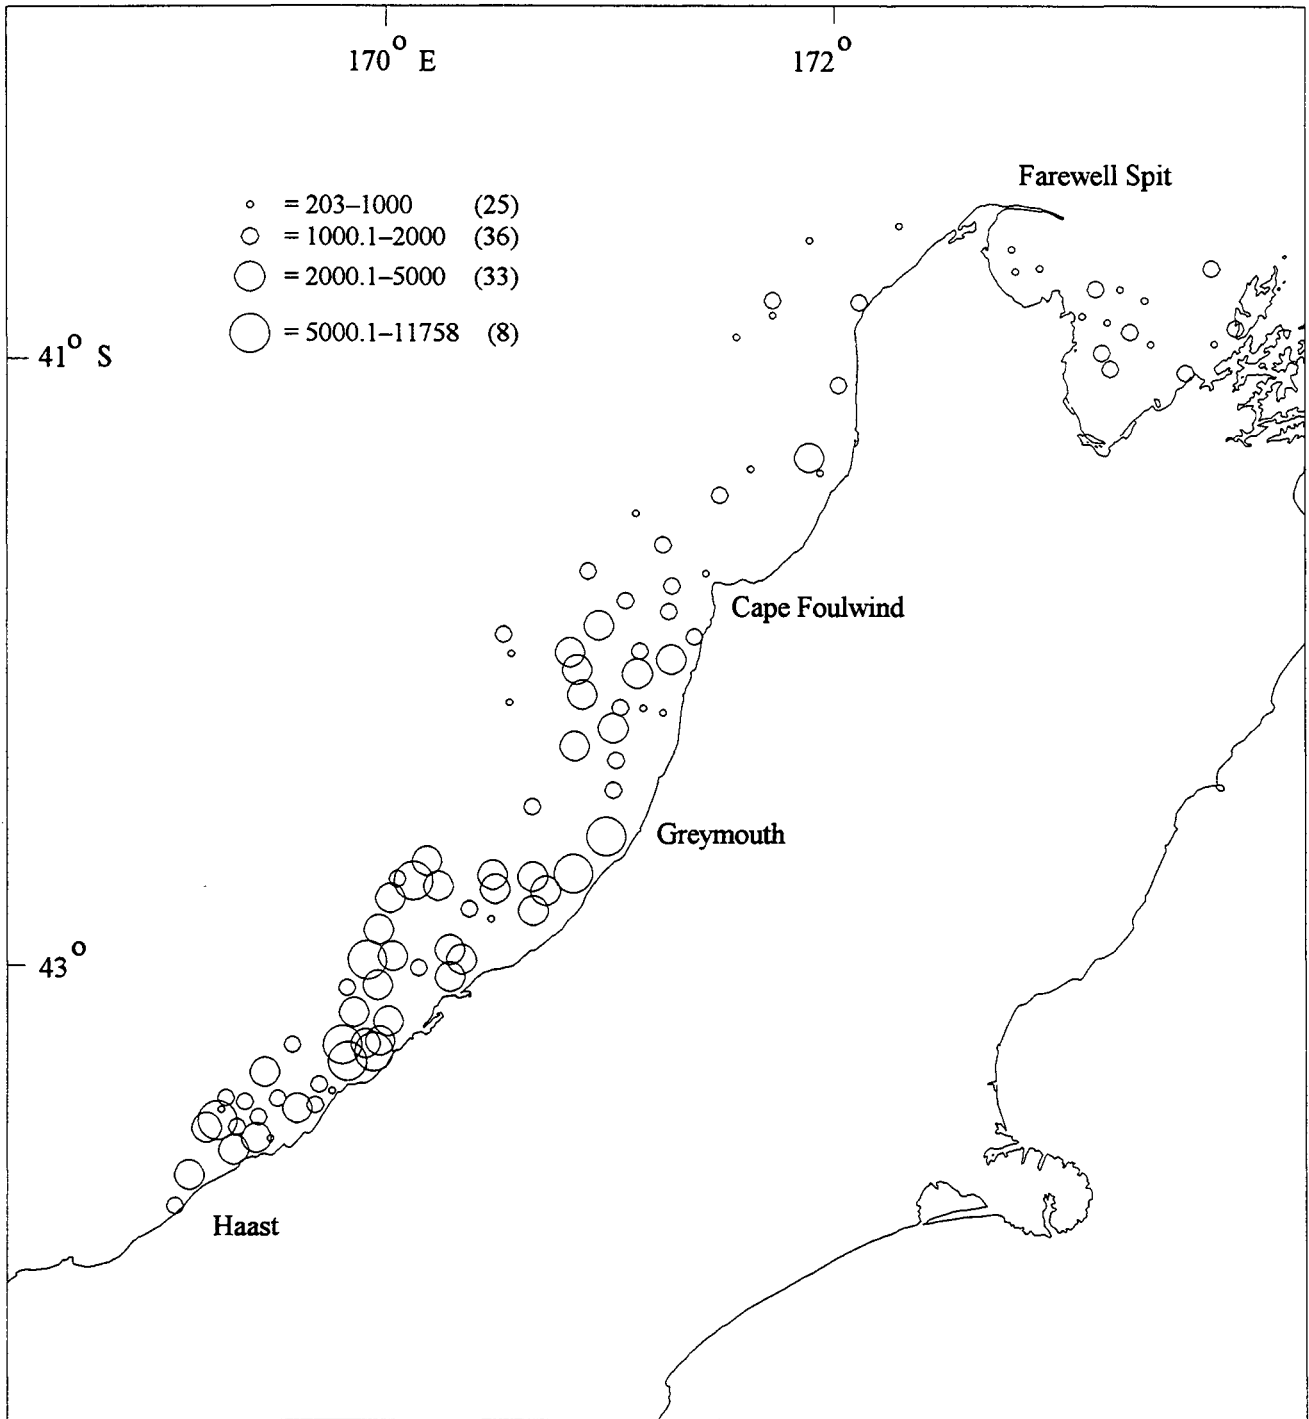 170° E
172°
Farewell Spit
= 203–1000 (25)
= 1000.1–2000 (36)
= 2000.1–5000 (33)
= 5000.1–11758 (8)
41° S
Cape Foulwind
Greymouth
43°
Haast